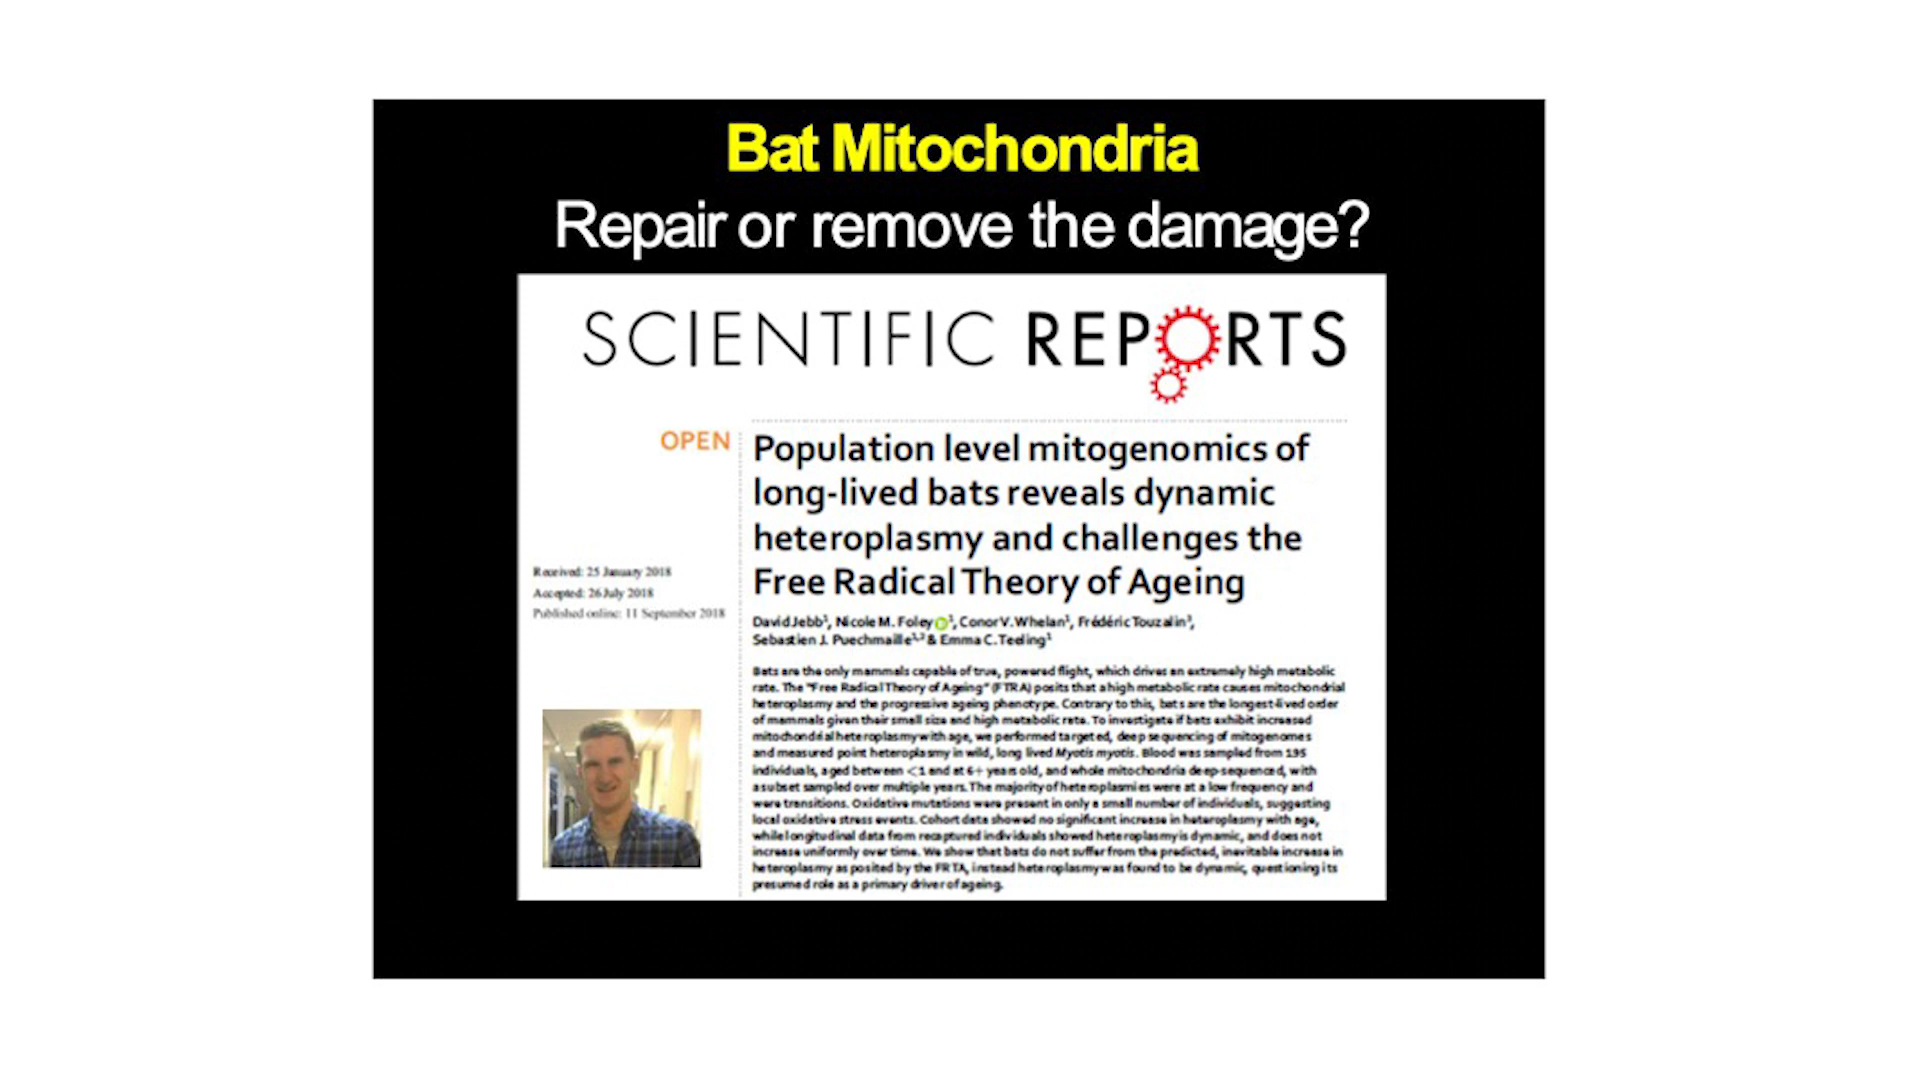 Bat Mitochondria
Repair or remove the damage?
SCIENTIFIC REPORTS
OPEN
Population level mitogenomics of
long-lived bats reveals dynamic
heteroplasmy and challenges the
Free Radical Theory of Ageing
Received: 25 January 2018
Accepted: 26 July 2018
Published online: 11 September 2018
David Jebb¹, Nicole M. Foley¹, Conor V. Whelan¹, Frédéric Touzalin³,
Sebastien J. Puechmaille¹,² & Emma C. Teeling¹
Bats are the only mammals capable of true, powered flight, which drives an extremely high metabolic
rate. The "Free Radical Theory of Ageing" (FTRA) posits that a high metabolic rate causes mitochondrial
heteroplasmy and the progressive ageing phenotype. Contrary to this, bats are the longest-lived order
of mammals given their small size and high metabolic rate. To investigate if bats exhibit increased
mitochondrial heteroplasmy with age, we performed targeted, deep sequencing of mitogenomes
and measured point heteroplasmy in wild, long lived Myotis myotis. Blood was sampled from 195
individuals, aged between <1 and at 6+ years old, and whole mitochondria deep-sequenced, with
a subset sampled over multiple years. The majority of heteroplasmies were at a low frequency and
were transitions. Oxidative mutations were present in only a small number of individuals, suggesting
local oxidative stress events. Cohort data showed no significant increase in heteroplasmy with age,
while longitudinal data from recaptured individuals showed heteroplasmy is dynamic, and does not
increase uniformly over time. We show that bats do not suffer from the predicted, inevitable increase in
heteroplasmy as posited by the FRTA, instead heteroplasmy was found to be dynamic, questioning its
presumed role as a primary driver of ageing.